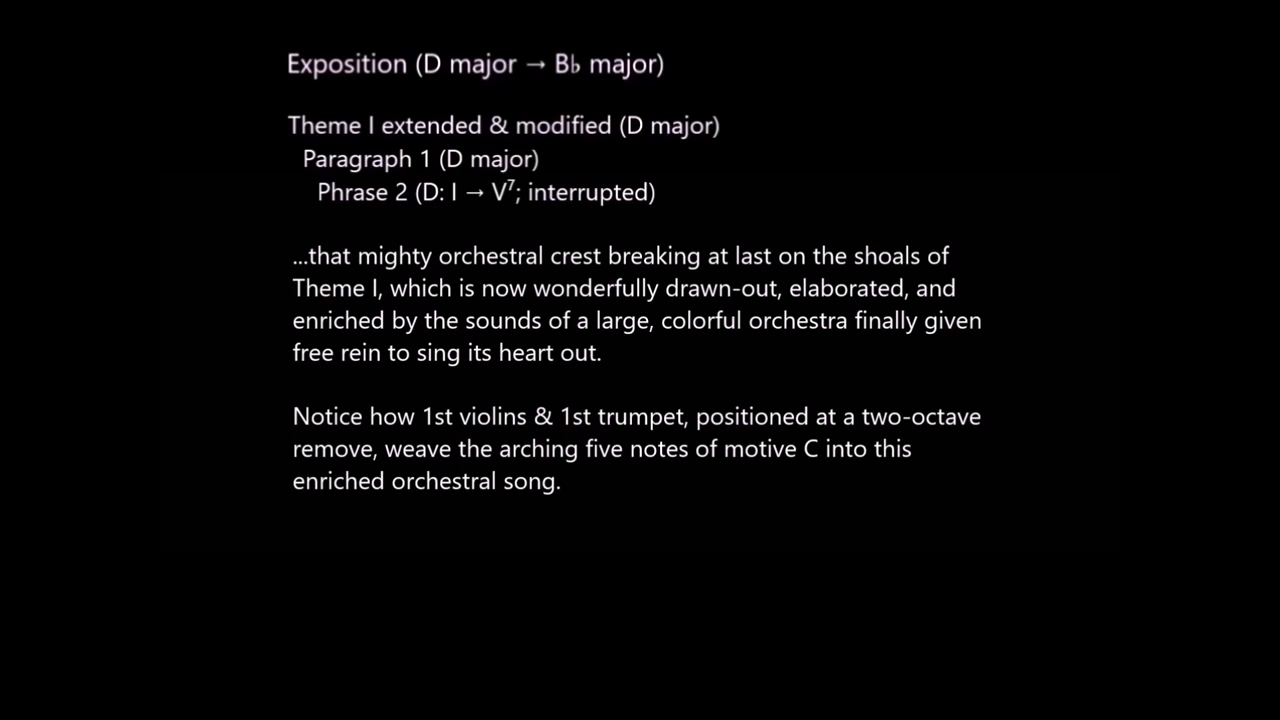 Exposition (D major → B♭ major)
Theme I extended & modified (D major)
Paragraph 1 (D major)
Phrase 2 (D: I → V⁷; interrupted)
...that mighty orchestral crest breaking at last on the shoals of
Theme I, which is now wonderfully drawn-out, elaborated, and
enriched by the sounds of a large, colorful orchestra finally given
free rein to sing its heart out.
Notice how 1st violins & 1st trumpet, positioned at a two-octave
remove, weave the arching five notes of motive C into this
enriched orchestral song.